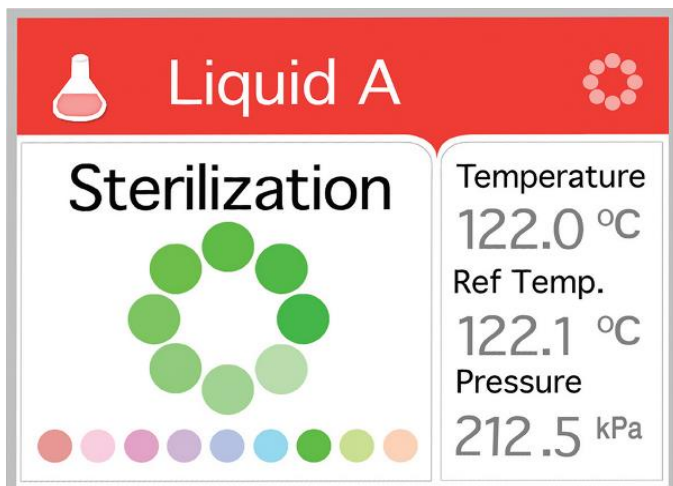 Liquid A
Sterilization
Temperature
122.0 °C
Ref Temp.
122.1 °C
Pressure
212.5 kPa